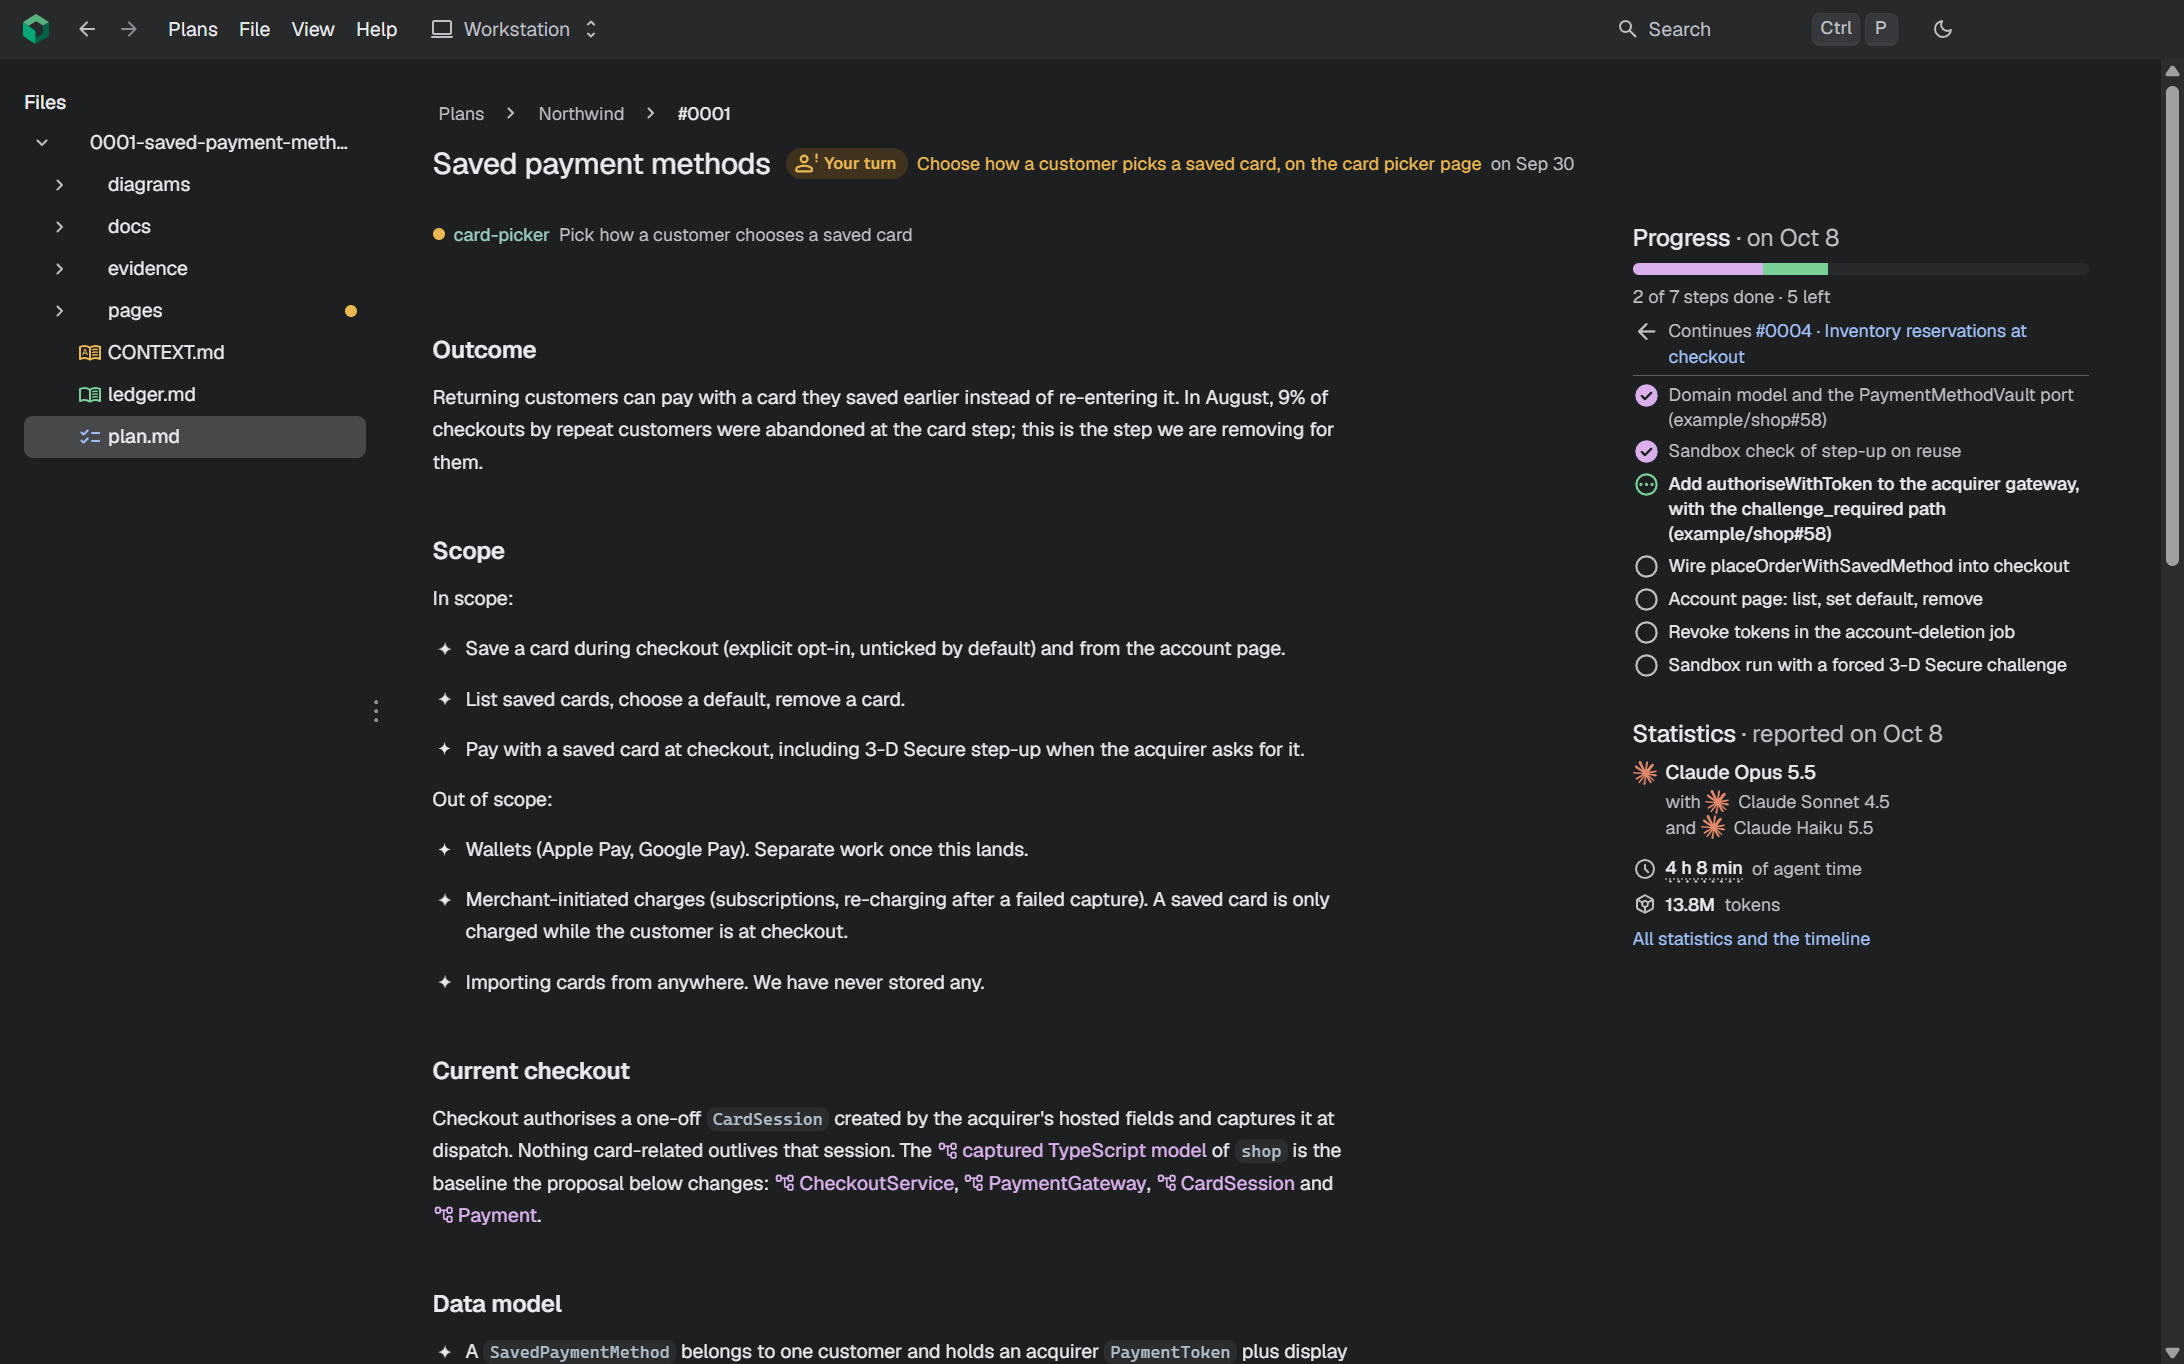 Plans File View Help Workstation Search Ctrl P
Files
0001-saved-payment-meth...
diagrams
docs
evidence
pages
CONTEXT.md
ledger.md
plan.md
Plans > Northwind > #0001
Saved payment methods Your turn Choose how a customer picks a saved card, on the card picker page on Sep 30
card-picker Pick how a customer chooses a saved card
Outcome
Returning customers can pay with a card they saved earlier instead of re-entering it. In August, 9% of
checkouts by repeat customers were abandoned at the card step; this is the step we are removing for
them.
Scope
In scope:
Save a card during checkout (explicit opt-in, unticked by default) and from the account page.
List saved cards, choose a default, remove a card.
Pay with a saved card at checkout, including 3-D Secure step-up when the acquirer asks for it.
Out of scope:
Wallets (Apple Pay, Google Pay). Separate work once this lands.
Merchant-initiated charges (subscriptions, re-charging after a failed capture). A saved card is only
charged while the customer is at checkout.
Importing cards from anywhere. We have never stored any.
Current checkout
Checkout authorises a one-off CardSession created by the acquirer's hosted fields and captures it at
dispatch. Nothing card-related outlives that session. The captured TypeScript model of shop is the
baseline the proposal below changes: CheckoutService, PaymentGateway, CardSession and
Payment.
Data model
A SavedPaymentMethod belongs to one customer and holds an acquirer PaymentToken plus display
Progress · on Oct 8
2 of 7 steps done · 5 left
Continues #0004 · Inventory reservations at
checkout
Domain model and the PaymentMethodVault port
(example/shop#58)
Sandbox check of step-up on reuse
Add authoriseWithToken to the acquirer gateway,
with the challenge_required path
(example/shop#58)
Wire placeOrderWithSavedMethod into checkout
Account page: list, set default, remove
Revoke tokens in the account-deletion job
Sandbox run with a forced 3-D Secure challenge
Statistics · reported on Oct 8
Claude Opus 5.5
with Claude Sonnet 4.5
and Claude Haiku 5.5
4 h 8 min of agent time
13.8M tokens
All statistics and the timeline